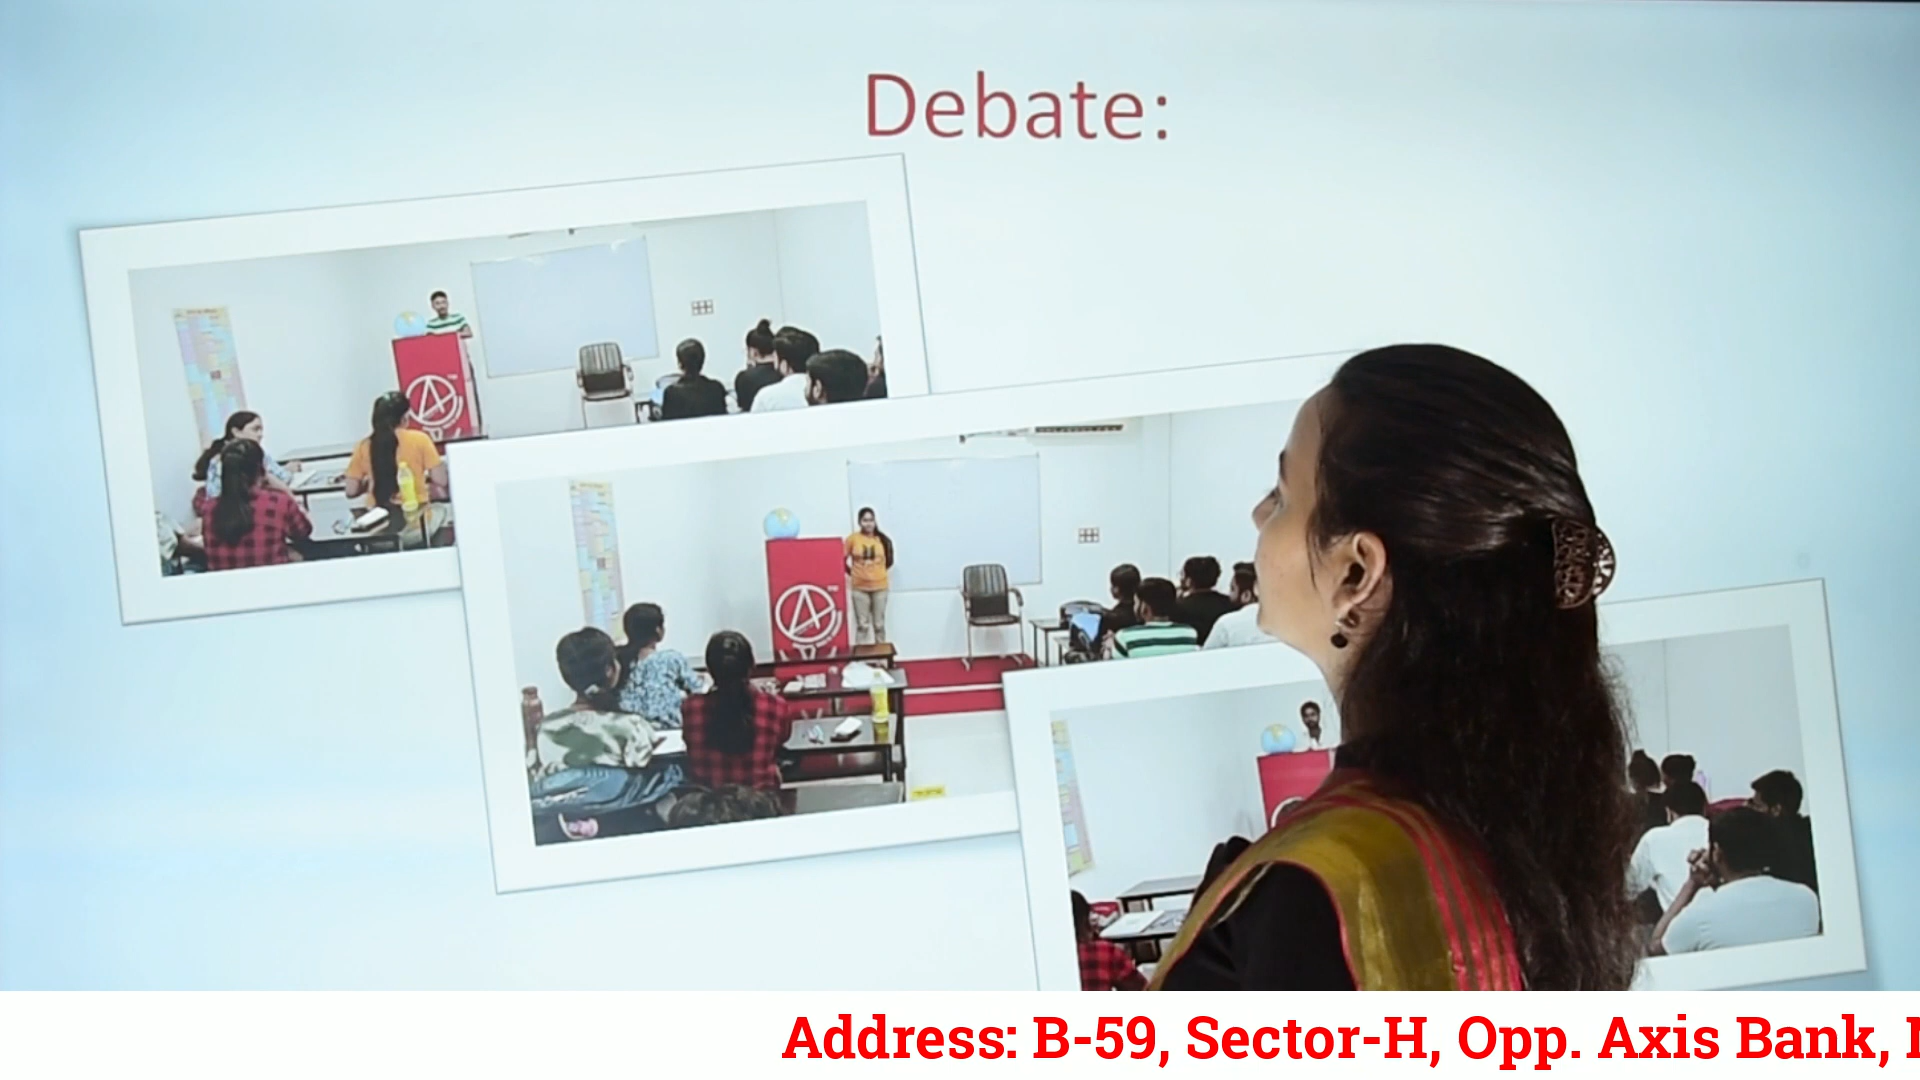 Debate:
Address: B-59, Sector-H, Opp. Axis Bank,